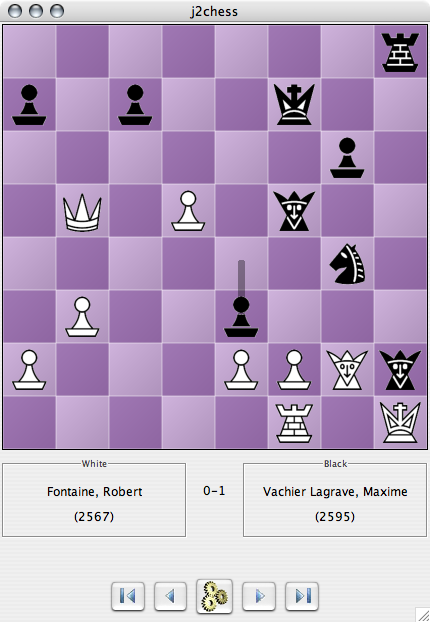 j2chess
White
Black
Fontaine, Robert
0-1
Vachier Lagrave, Maxime
(2567)
(2595)